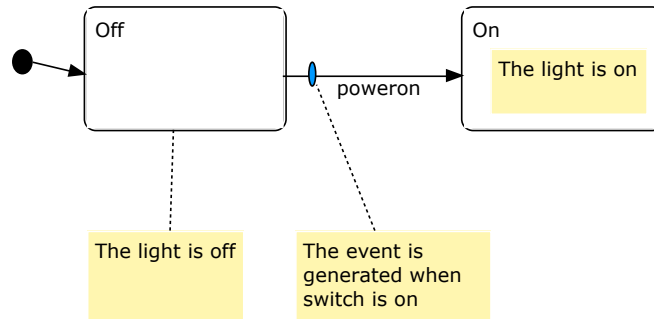 Off
On
The light is on
poweron
The light is off
The event is
generated when
switch is on